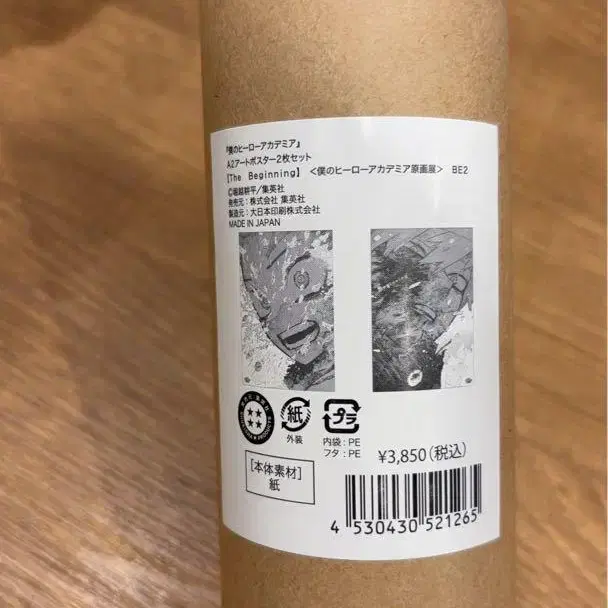 『僕のヒーローアカデミア』
A2アートポスター2枚セット
【The Beginning】 <僕のヒーローアカデミア原画展> BE2
©堀越耕平/集英社
発売元：株式会社 集英社
製造元：大日本印刷株式会社
MADE IN JAPAN
紙
外装
プラ
内袋：PE
フタ：PE
¥3,850(税込)
［本体素材］
紙
4 530430 521265